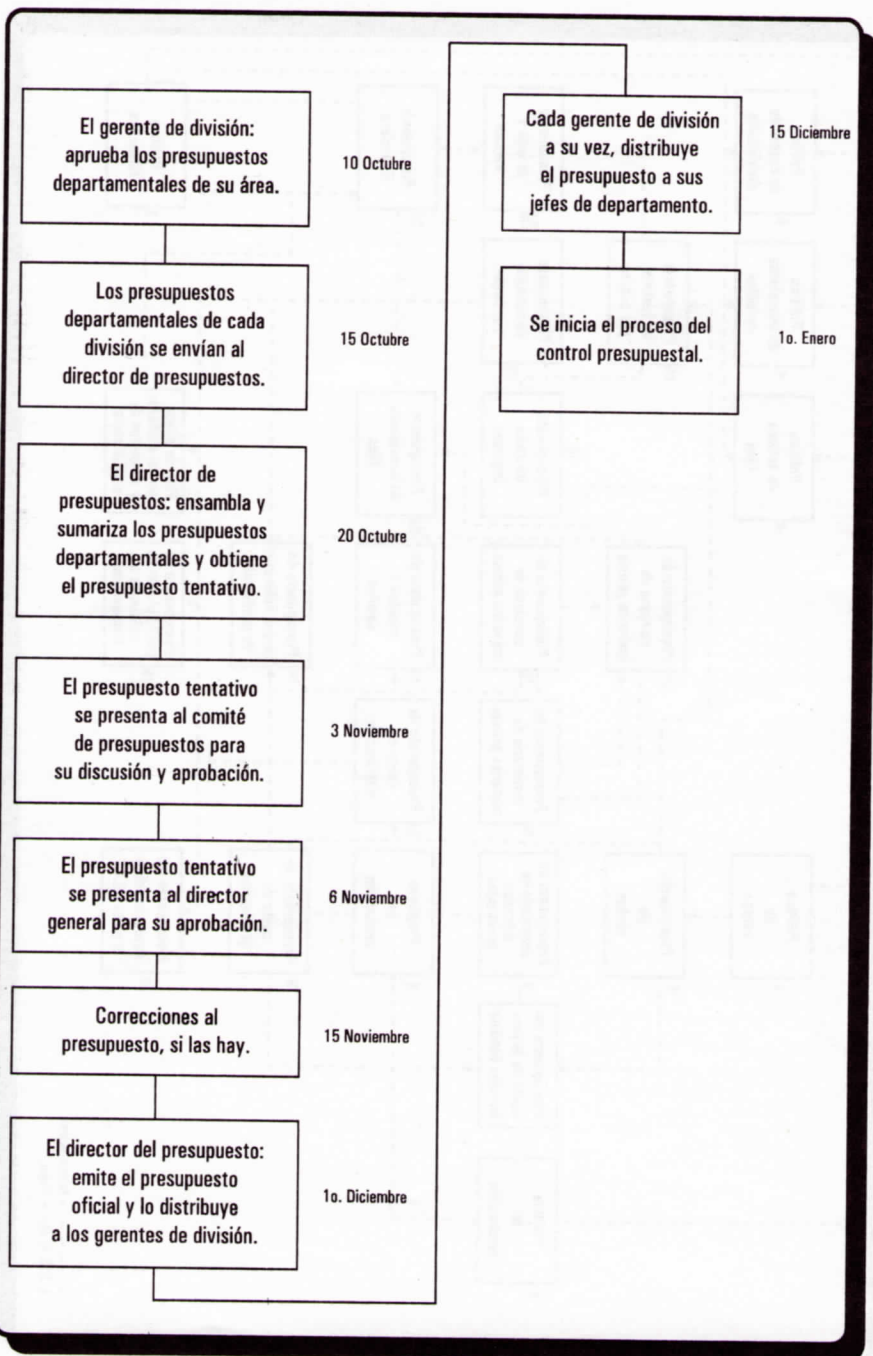 El gerente de división:
aprueba los presupuestos
departamentales de su área.
10 Octubre
Los presupuestos
departamentales de cada
división se envían al
director de presupuestos.
15 Octubre
El director de
presupuestos: ensambla y
sumariza los presupuestos
departamentales y obtiene
el presupuesto tentativo.
20 Octubre
El presupuesto tentativo
se presenta al comité
de presupuestos para
su discusión y aprobación.
3 Noviembre
El presupuesto tentativo
se presenta al director
general para su aprobación.
6 Noviembre
Correcciones al
presupuesto, si las hay.
15 Noviembre
El director del presupuesto:
emite el presupuesto
oficial y lo distribuye
a los gerentes de división.
1o. Diciembre
Cada gerente de división
a su vez, distribuye
el presupuesto a sus
jefes de departamento.
15 Diciembre
Se inicia el proceso del
control presupuestal.
1o. Enero